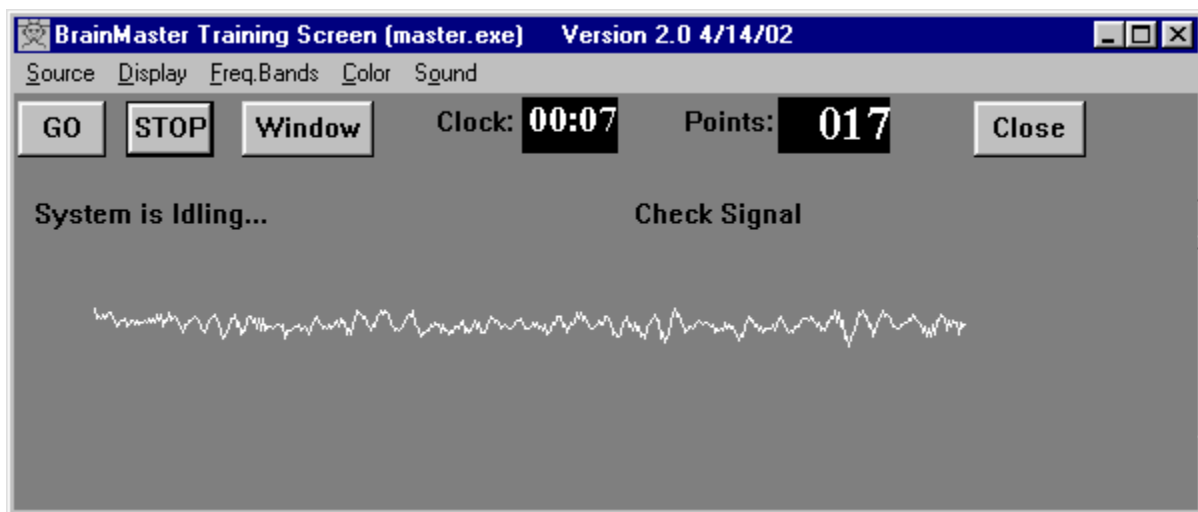 BrainMaster Training Screen (master.exe) Version 2.0 4/14/02
Source Display Freq.Bands Color Sound
GO STOP Window Clock: 00:07 Points: 017 Close
System is Idling... Check Signal